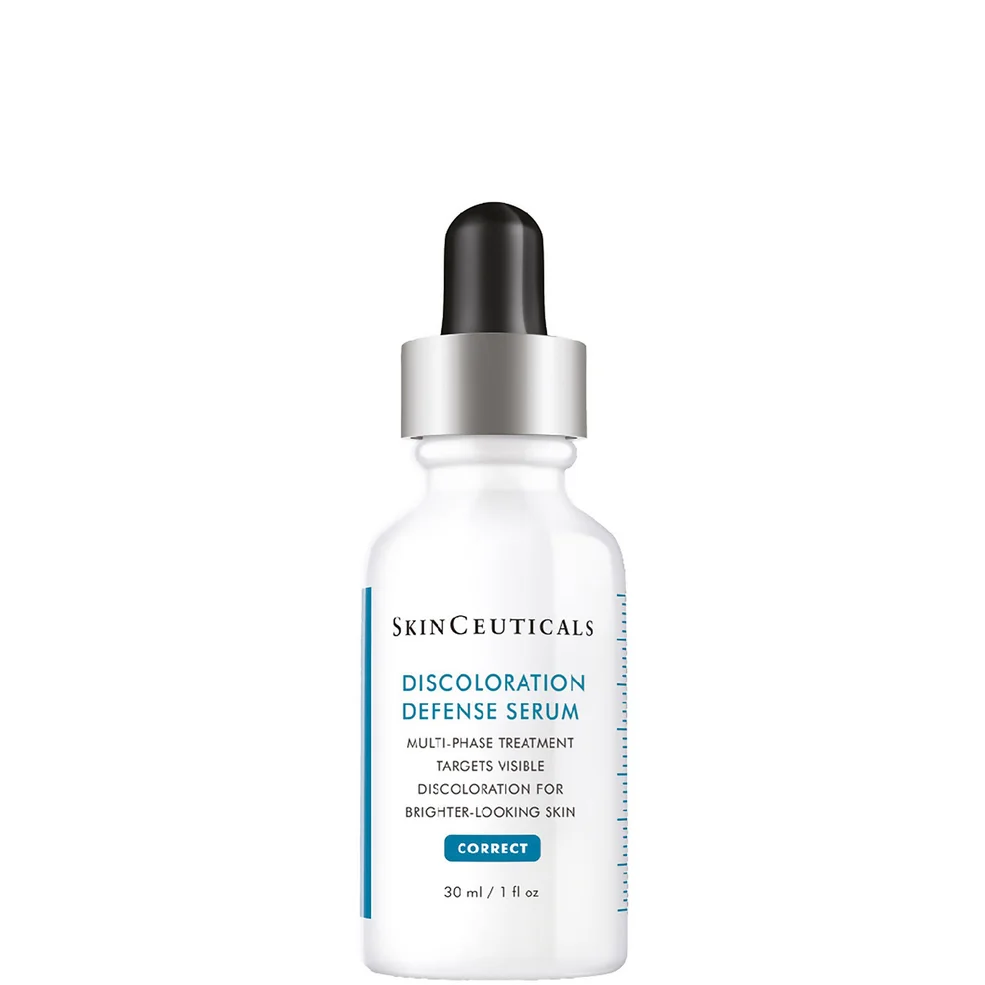 SKINCEUTICALS
DISCOLORATION
DEFENSE SERUM
MULTI-PHASE TREATMENT
TARGETS VISIBLE
DISCOLORATION FOR
BRIGHTER-LOOKING SKIN
CORRECT
30 ml / 1 fl oz